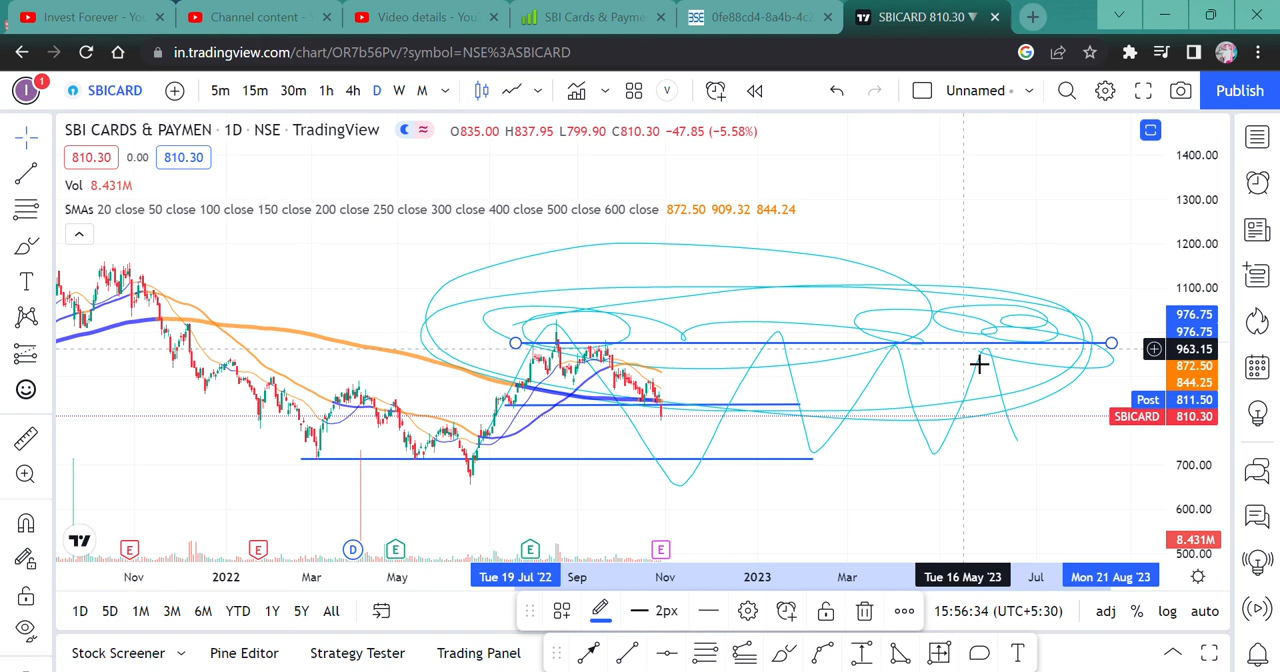 Invest Forever - Yo
Channel content -
Video details - You
SBI Cards & Payme
0fe88cd4-8a4b-4c2
SBICARD 810.30 ▼
in.tradingview.com/chart/OR7b56Pv/?symbol=NSE%3ASBICARD
I 1 SBICARD 5m 15m 30m 1h 4h D W M V Unnamed Publish
SBI CARDS & PAYMEN · 1D · NSE · TradingView O835.00 H837.95 L799.90 C810.30 −47.85 (−5.58%)
810.30 0.00 810.30
Vol 8.431M
SMAs 20 close 50 close 100 close 150 close 200 close 250 close 300 close 400 close 500 close 600 close 872.50 909.32 844.24
1400.00
1300.00
1200.00
1100.00
976.75
976.75
963.15
872.50
844.25
Post 811.50
SBICARD 810.30
700.00
600.00
8.431M
500.00
E E D E E E
Nov 2022 Mar May Tue 19 Jul '22 Sep Nov 2023 Mar Tue 16 May '23 Jul Mon 21 Aug '23
1D 5D 1M 3M 6M YTD 1Y 5Y All 2px 15:56:34 (UTC+5:30) adj % log auto
Stock Screener Pine Editor Strategy Tester Trading Panel